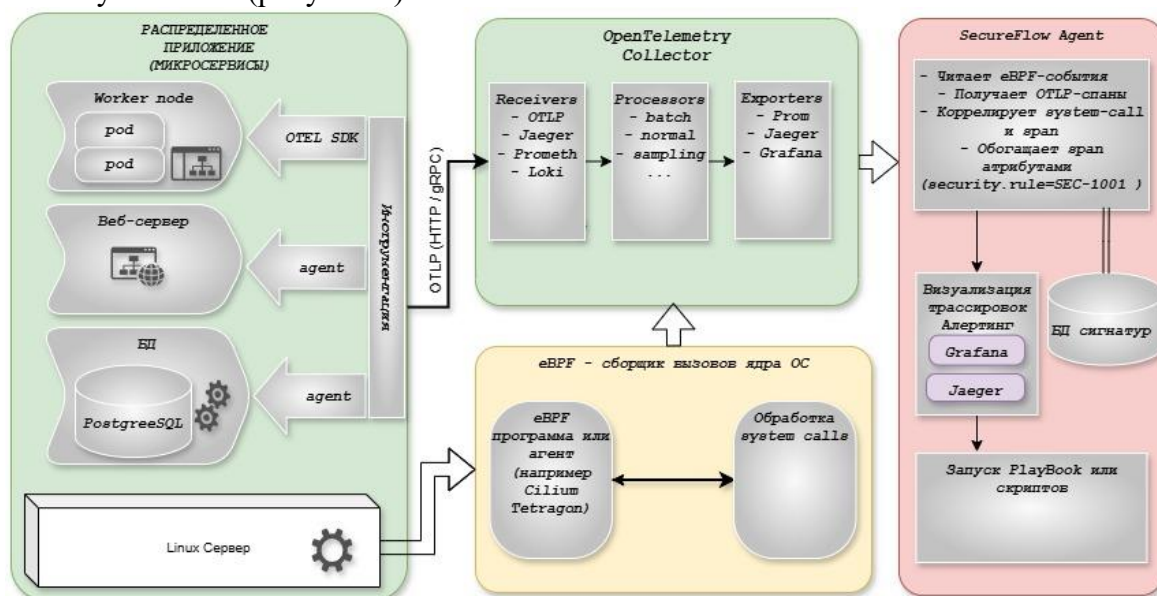 РАСПРЕДЕЛЕННОЕ
ПРИЛОЖЕНИЕ
(МИКРОСЕРВИСЫ)
Worker node
pod
pod
OTEL SDK
Веб-сервер
agent
БД
PostgreeSQL
agent
Инструментация
Linux Сервер
OTLP (HTTP / gRPC)
OpenTelemetry
Collector
Receivers
- OTLP
- Jaeger
- Prometh
- Loki
Processors
- batch
- normal
- sampling
...
Exporters
- Prom
- Jaeger
- Grafana
eBPF - сборщик вызовов ядра ОС
eBPF
программа или
агент
(например
Cilium
Tetragon)
Обработка
system calls
SecureFlow Agent
- Читает eBPF-события
- Получает OTLP-спаны
- Коррелирует system-call
и span
- Обогащает span
атрибутами
(security.rule=SEC-1001 )
Визуализация
трассировок
Алертинг
Grafana
Jaeger
БД сигнатур
Запуск PlayBook или
скриптов